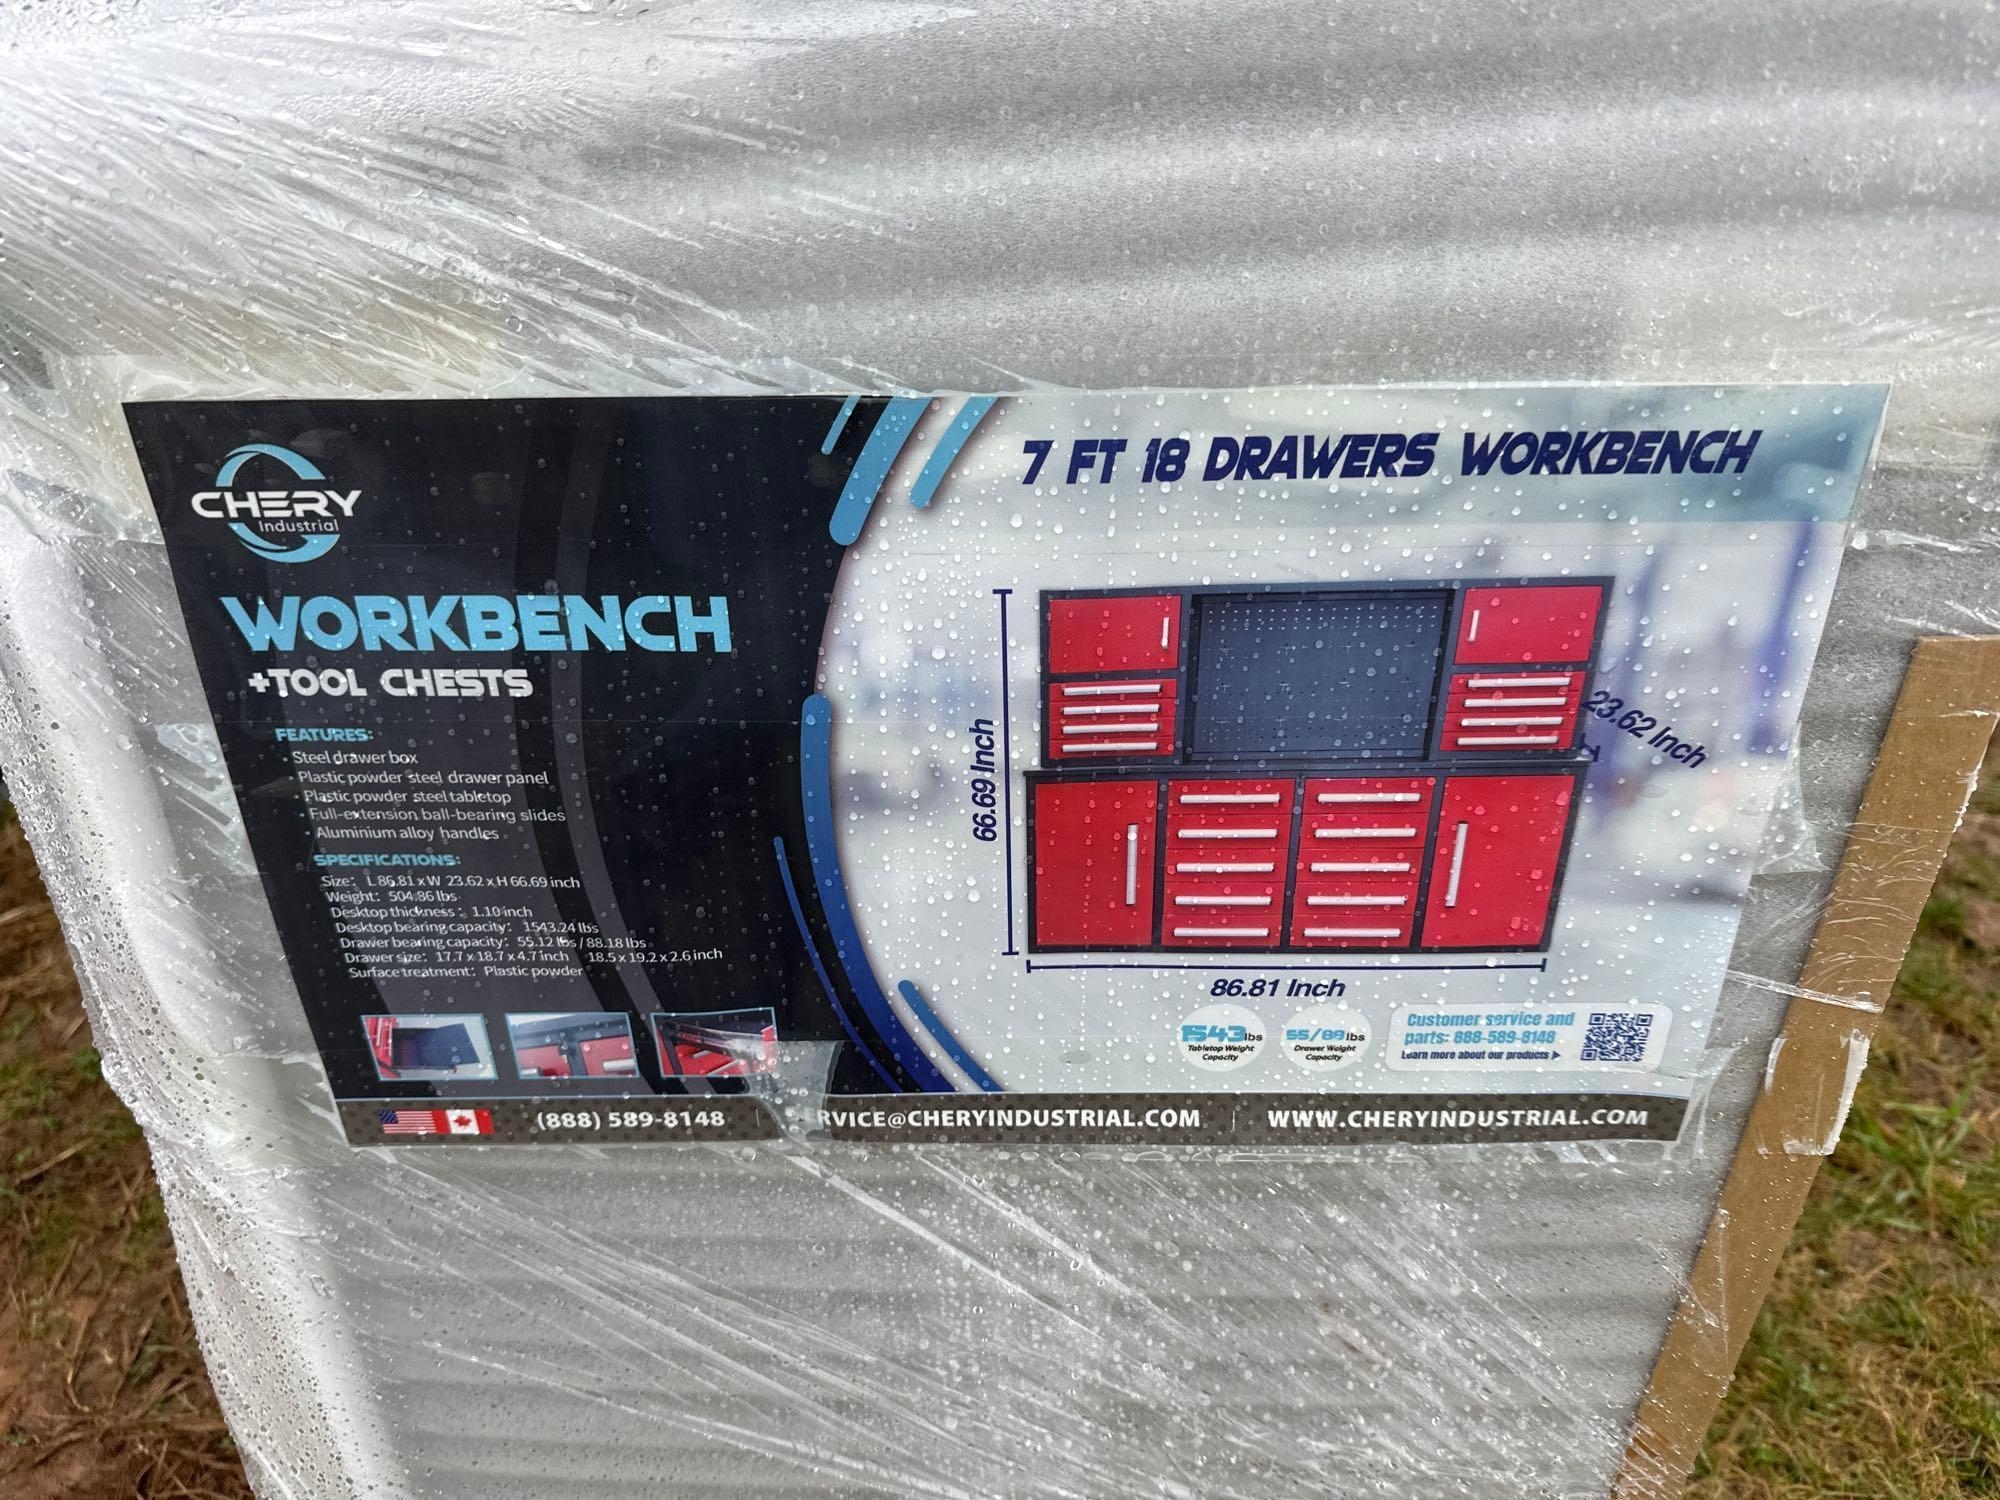 CHERY
Industrial
WORKBENCH
+TOOL CHESTS
FEATURES:
· Steel drawer box
· Plastic powder steel drawer panel
· Plastic powder steel tabletop
· Full-extension ball-bearing slides
· Aluminium alloy handles
SPECIFICATIONS:
Size: L 86.81 x W 23.62 x H 66.69 inch
Weight: 504.86 lbs
Desktop thickness: 1.10 inch
Desktop bearing capacity: 1543.24 lbs
Drawer bearing capacity: 55.12 lbs / 88.18 lbs
Drawer size: 17.7 x 18.7 x 4.7 inch 18.5 x 19.2 x 2.6 inch
Surface treatment: Plastic powder
7 FT 18 DRAWERS WORKBENCH
66.69 Inch
23.62 Inch
86.81 Inch
1543 lbs
Tabletop Weight
Capacity
55/88 lbs
Drawer Weight
Capacity
Customer service and
parts: 888-589-8148
Learn more about our products ▶
(888) 589-8148 | ERVICE@CHERYINDUSTRIAL.COM | WWW.CHERYINDUSTRIAL.COM